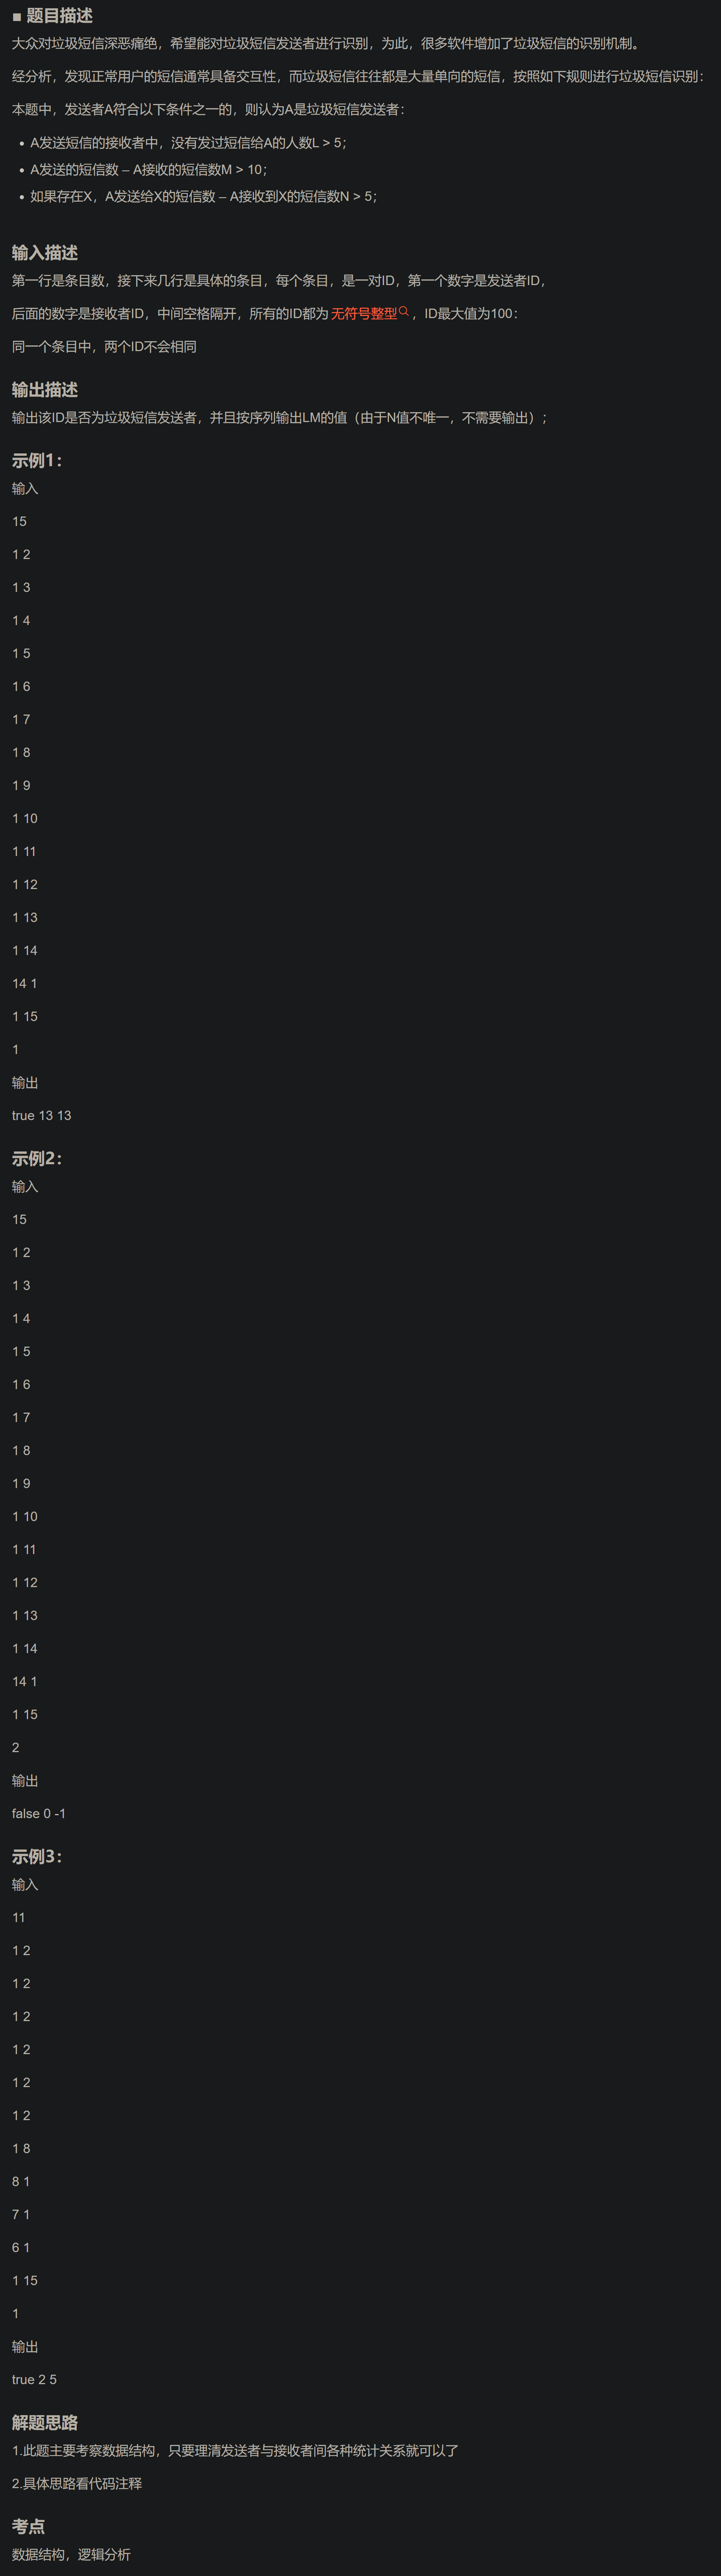 ■ 题目描述
大众对垃圾短信深恶痛绝，希望能对垃圾短信发送者进行识别，为此，很多软件增加了垃圾短信的识别机制。
经分析，发现正常用户的短信通常具备交互性，而垃圾短信往往都是大量单向的短信，按照如下规则进行垃圾短信识别：
本题中，发送者A符合以下条件之一的，则认为A是垃圾短信发送者：
• A发送短信的接收者中，没有发过短信给A的人数L > 5；
• A发送的短信数 – A接收的短信数M > 10；
• 如果存在X，A发送给X的短信数 – A接收到X的短信数N > 5；
输入描述
第一行是条目数，接下来几行是具体的条目，每个条目，是一对ID，第一个数字是发送者ID，
后面的数字是接收者ID，中间空格隔开，所有的ID都为 无符号整型 ，ID最大值为100：
同一个条目中，两个ID不会相同
输出描述
输出该ID是否为垃圾短信发送者，并且按序列输出LM的值（由于N值不唯一，不需要输出）；
示例1：
输入
15
1 2
1 3
1 4
1 5
1 6
1 7
1 8
1 9
1 10
1 11
1 12
1 13
1 14
14 1
1 15
1
输出
true 13 13
示例2：
输入
15
1 2
1 3
1 4
1 5
1 6
1 7
1 8
1 9
1 10
1 11
1 12
1 13
1 14
14 1
1 15
2
输出
false 0 -1
示例3：
输入
11
1 2
1 2
1 2
1 2
1 2
1 2
1 8
8 1
7 1
6 1
1 15
1
输出
true 2 5
解题思路
1.此题主要考察数据结构，只要理清发送者与接收者间各种统计关系就可以了
2.具体思路看代码注释
考点
数据结构，逻辑分析